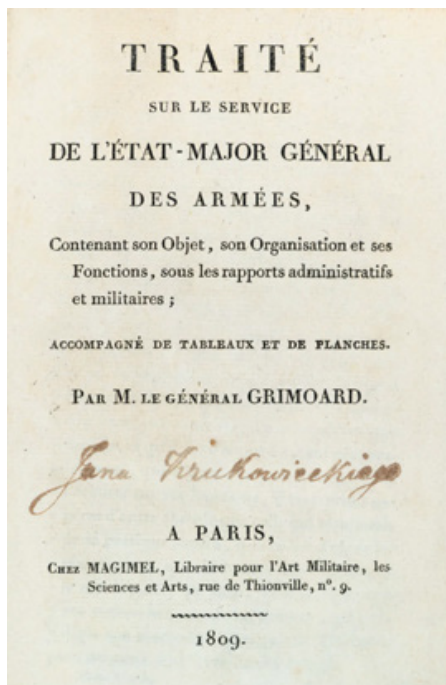 TRAITÉ
SUR LE SERVICE
DE L'ÉTAT-MAJOR GÉNÉRAL
DES ARMÉES,
Contenant son Objet, son Organisation et ses
Fonctions, sous les rapports administratifs
et militaires ;
ACCOMPAGNÉ DE TABLEAUX ET DE PLANCHES.
PAR M. LE GÉNÉRAL GRIMOARD.
Jana Krukowieckiego
A PARIS,
CHEZ MAGIMEL, Libraire pour l'Art Militaire, les
Sciences et Arts, rue de Thionville, n°. 9.
1809.